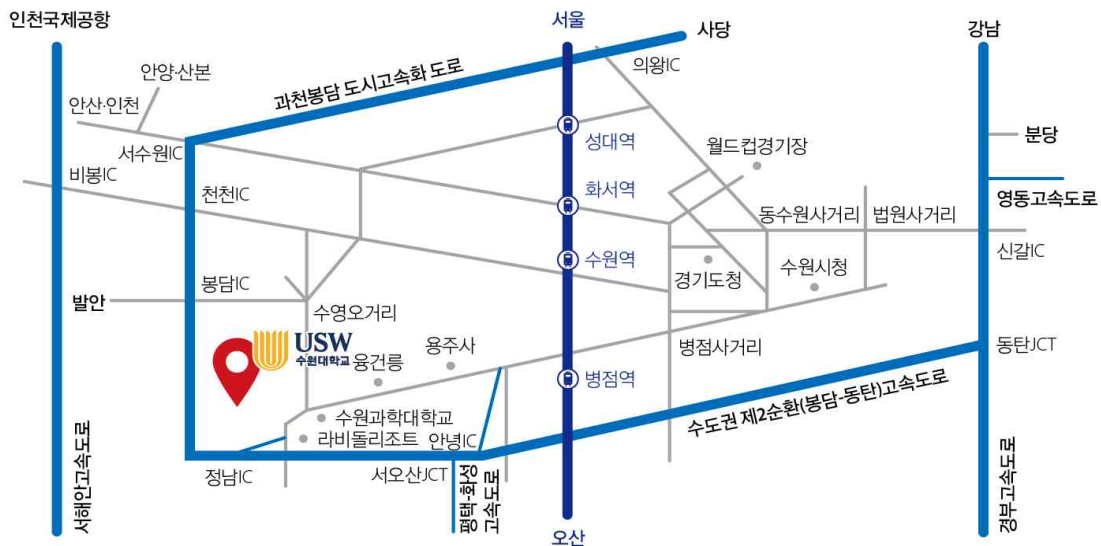 인천국제공항
서울
사당
강남
안양·산본
과천봉담 도시고속화 도로
의왕IC
안산·인천
성대역
월드컵경기장
분당
서수원IC
비봉IC
천천IC
화서역
동수원사거리
법원사거리
영동고속도로
수원역
신갈IC
경기도청
수원시청
봉담IC
발안
수영오거리
USW
수원대학교
융건릉
용주사
병점사거리
동탄JCT
병점역
수도권 제2순환(봉담-동탄)고속도로
수원과학대학교
라비돌리조트
안녕IC
정남IC
서오산JCT
평택-화성
고속도로
서해안고속도로
경부고속도로
오산